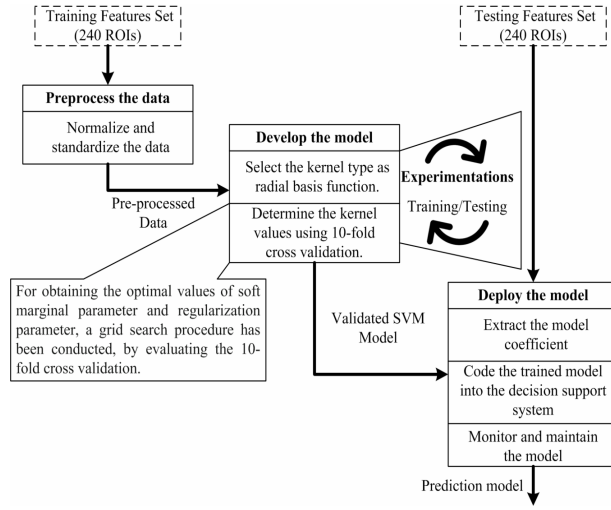 Training Features Set
(240 ROIs)
Testing Features Set
(240 ROIs)
Preprocess the data
Normalize and
standardize the data
Pre-processed
Data
Develop the model
Select the kernel type as
radial basis function.
Determine the kernel
values using 10-fold
cross validation.
Experimentations
Training/Testing
For obtaining the optimal values of soft
marginal parameter and regularization
parameter, a grid search procedure has
been conducted, by evaluating the 10-
fold cross validation.
Validated SVM
Model
Deploy the model
Extract the model
coefficient
Code the trained model
into the decision support
system
Monitor and maintain
the model
Prediction model